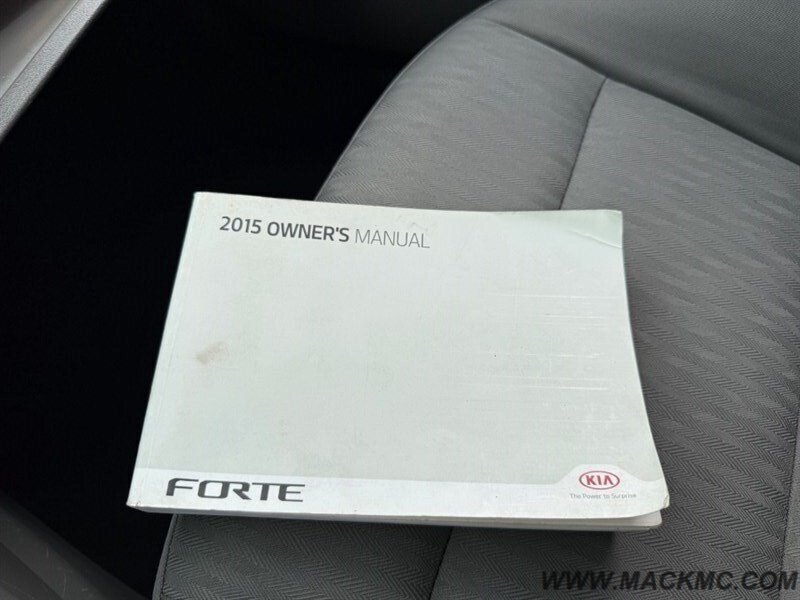 2015 OWNER'S MANUAL
FORTE
KIA
The Power to Surprise
WWW.MACKMC.COM